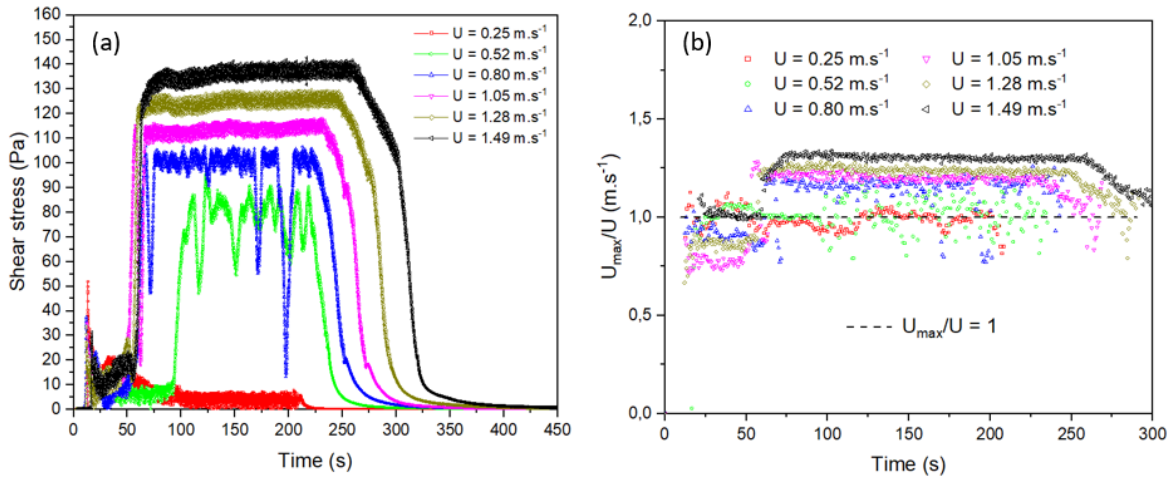 (a)
160
150
140
130
120
110
100
90
80
70
60
50
40
30
20
10
0
Shear stress (Pa)
U = 0.25 m.s⁻¹
U = 0.52 m.s⁻¹
U = 0.80 m.s⁻¹
U = 1.05 m.s⁻¹
U = 1.28 m.s⁻¹
U = 1.49 m.s⁻¹
0 50 100 150 200 250 300 350 400 450
Time (s)
(b)
2,0
1,5
1,0
0,5
0,0
Uₘₐₓ/U (m.s⁻¹)
U = 0.25 m.s⁻¹ U = 1.05 m.s⁻¹
U = 0.52 m.s⁻¹ U = 1.28 m.s⁻¹
U = 0.80 m.s⁻¹ U = 1.49 m.s⁻¹
Uₘₐₓ/U = 1
0 50 100 150 200 250 300
Time (s)